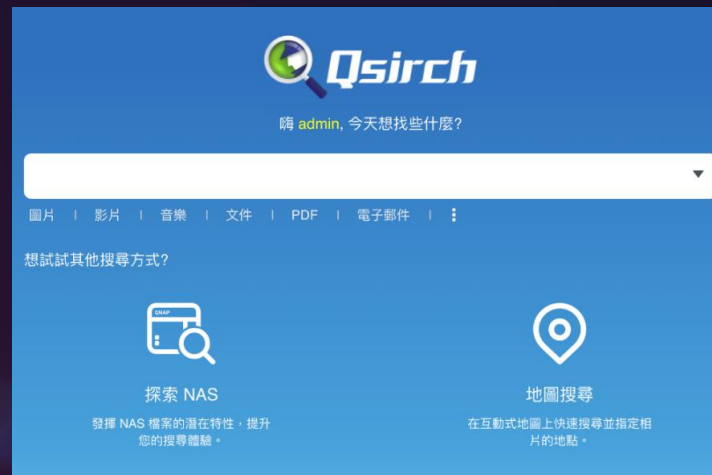 Qsirch
嗨 admin, 今天想找些什麼?
圖片 | 影片 | 音樂 | 文件 | PDF | 電子郵件 |
想試試其他搜尋方式?
QNAP
探索 NAS
地圖搜尋
發揮 NAS 檔案的潛在特性，提升
您的搜尋體驗。
在互動式地圖上快速搜尋並指定相
片的地點。